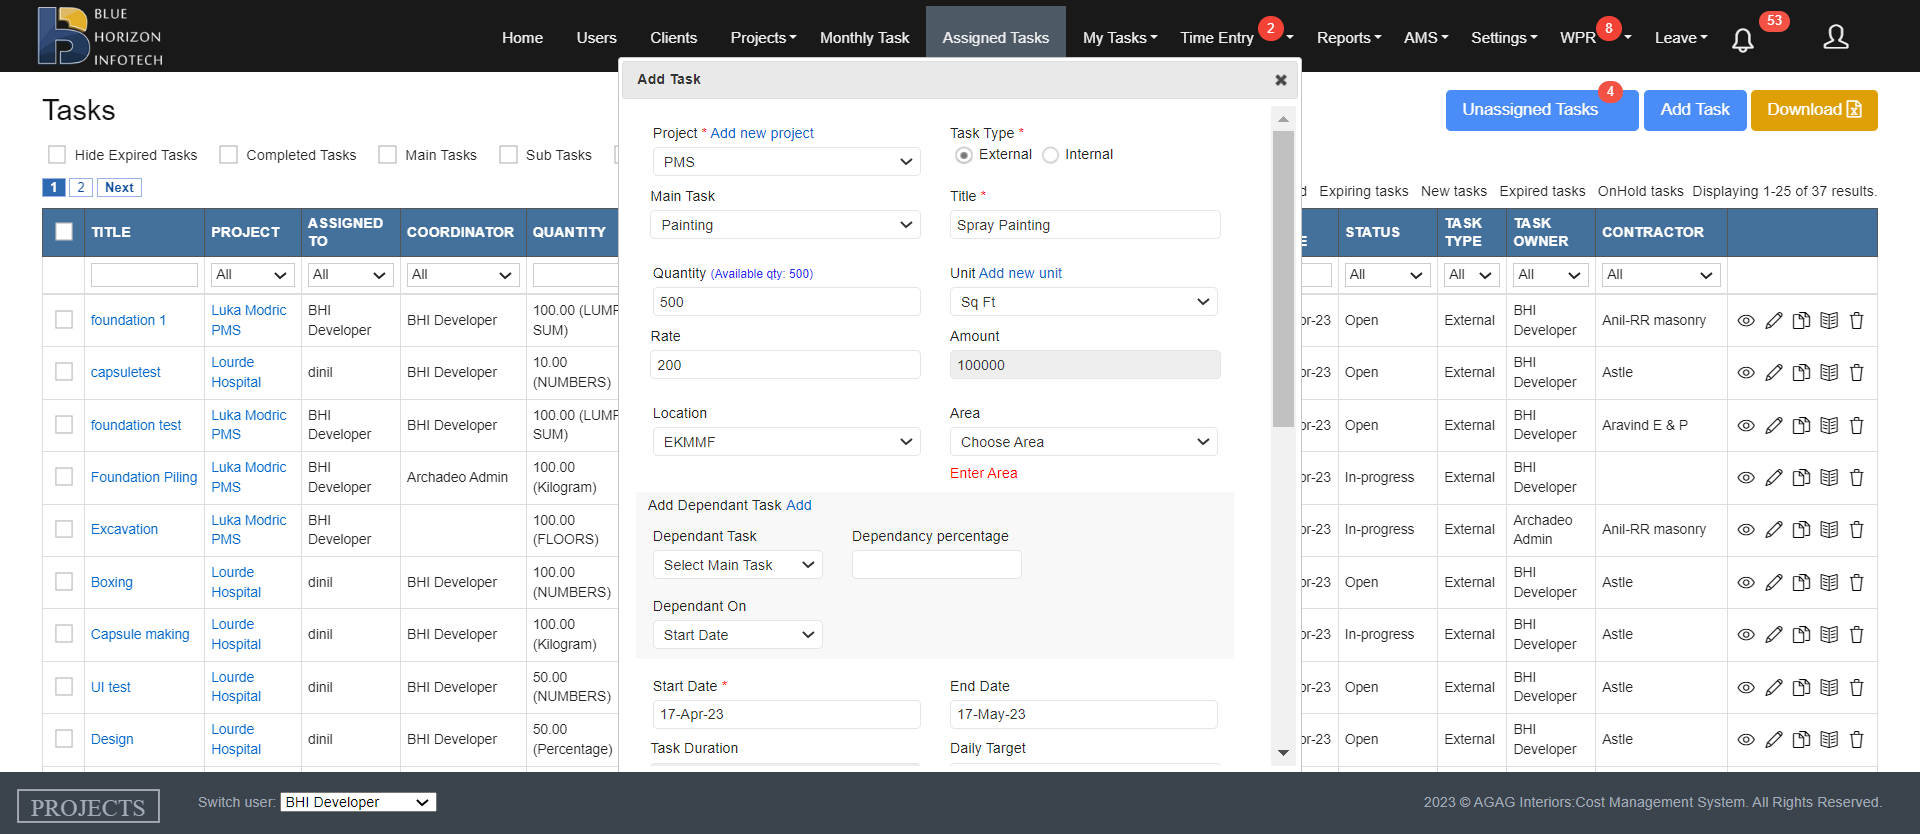 BLUE
HORIZON
INFOTECH
Home Users Clients Projects Monthly Task Assigned Tasks My Tasks Time Entry 2 Reports AMS Settings WPR 8 Leave 53
Add Task
Tasks
Unassigned Tasks 4 Add Task Download
Hide Expired Tasks Completed Tasks Main Tasks Sub Tasks
1 2 Next
Expiring tasks New tasks Expired tasks OnHold tasks Displaying 1-25 of 37 results.
TITLE PROJECT ASSIGNED TO COORDINATOR QUANTITY STATUS TASK TYPE TASK OWNER CONTRACTOR
All All All All All All All
foundation 1 Luka Modric PMS BHI Developer BHI Developer 100.00 (LUMP SUM) pr-23 Open External BHI Developer Anil-RR masonry
capsuletest Lourde Hospital dinil BHI Developer 10.00 (NUMBERS) pr-23 Open External BHI Developer Astle
foundation test Luka Modric PMS BHI Developer BHI Developer 100.00 (LUMP SUM) pr-23 Open External BHI Developer Aravind E & P
Foundation Piling Luka Modric PMS BHI Developer Archadeo Admin 100.00 (Kilogram) pr-23 In-progress External BHI Developer
Excavation Luka Modric PMS BHI Developer 100.00 (FLOORS) pr-23 In-progress External Archadeo Admin Anil-RR masonry
Boxing Lourde Hospital dinil BHI Developer 100.00 (NUMBERS) pr-23 Open External BHI Developer Astle
Capsule making Lourde Hospital dinil BHI Developer 100.00 (Kilogram) pr-23 In-progress External BHI Developer Astle
UI test Lourde Hospital dinil BHI Developer 50.00 (NUMBERS) pr-23 Open External BHI Developer Astle
Design Lourde Hospital dinil BHI Developer 50.00 (Percentage) pr-23 Open External BHI Developer Astle
Project * Add new project
PMS
Task Type *
External Internal
Main Task
Painting
Title *
Spray Painting
Quantity (Available qty: 500)
500
Unit Add new unit
Sq Ft
Rate
200
Amount
100000
Location
EKMMF
Area
Choose Area
Enter Area
Add Dependant Task Add
Dependant Task
Select Main Task
Dependancy percentage
Dependant On
Start Date
Start Date *
17-Apr-23
End Date
17-May-23
Task Duration
Daily Target
PROJECTS
Switch user: BHI Developer
2023 © AGAG Interiors:Cost Management System. All Rights Reserved.